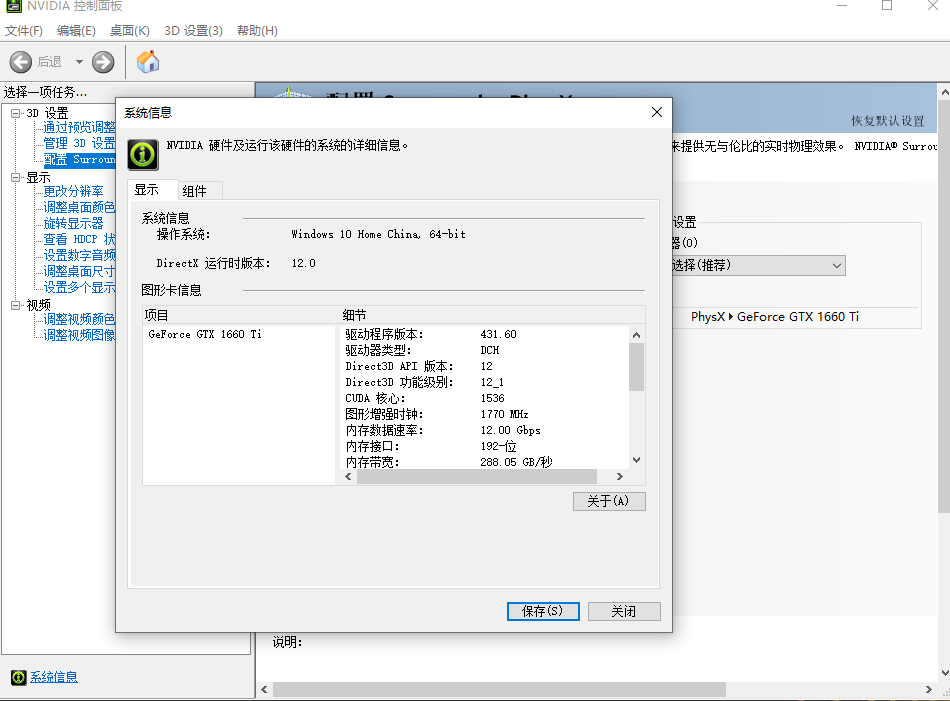 NVIDIA 控制面板
文件(F) 编辑(E) 桌面(K) 3D 设置(3) 帮助(H)
后退
选择一项任务...
3D 设置
通过预览调整
管理 3D 设置
配置 Surroun
显示
更改分辨率
调整桌面颜色
旋转显示器
查看 HDCP 状
设置数字音频
调整桌面尺寸
设置多个显示
视频
调整视频颜色
调整视频图像
系统信息
恢复默认设置
来提供无与伦比的实时物理效果。 NVIDIA® Surrou
设置
器(O)
选择(推荐)
PhysX GeForce GTX 1660 Ti
说明:
系统信息
NVIDIA 硬件及运行该硬件的系统的详细信息。
显示 组件
系统信息
操作系统: Windows 10 Home China, 64-bit
DirectX 运行时版本: 12.0
图形卡信息
项目 细节
GeForce GTX 1660 Ti
驱动程序版本: 431.60
驱动器类型: DCH
Direct3D API 版本: 12
Direct3D 功能级别: 12_1
CUDA 核心: 1536
图形增强时钟: 1770 MHz
内存数据速率: 12.00 Gbps
内存接口: 192-位
内存带宽: 288.05 GB/秒
关于(A)
保存(S) 关闭